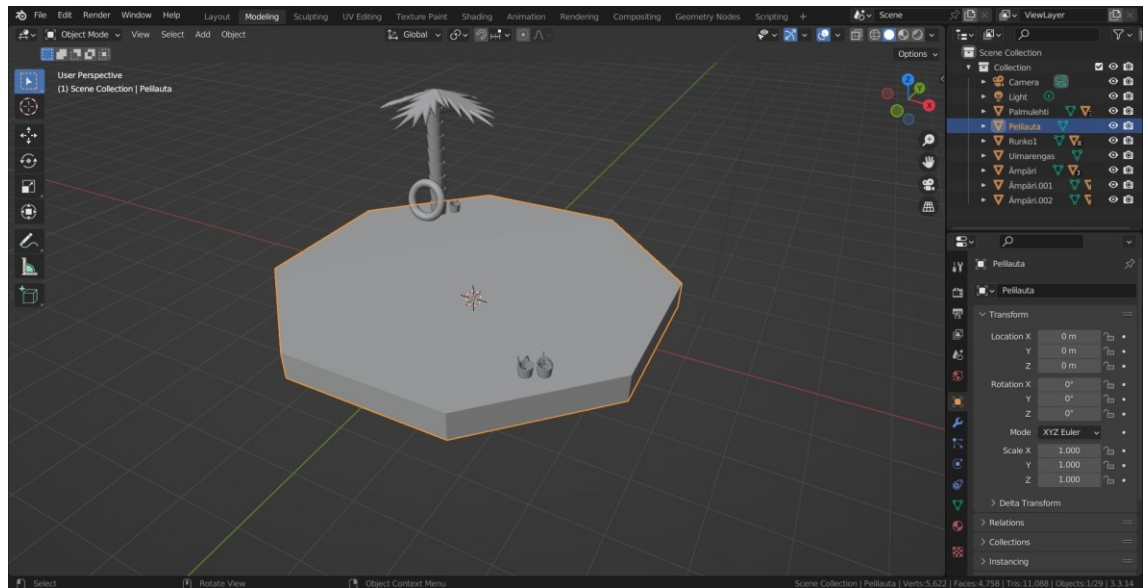 File Edit Render Window Help Layout Modeling Sculpting UV Editing Texture Paint Shading Animation Rendering Compositing Geometry Nodes Scripting + Scene ViewLayer
Object Mode View Select Add Object Global
Options
User Perspective
(1) Scene Collection | Pelilauta
Z
Y
X
Scene Collection
Collection
Camera
Light
Palmulehti
Pelilauta
Runko1 8
Uimarengas
Ämpäri 3
Ämpäri.001
Ämpäri.002
Pelilauta
Pelilauta
Transform
Location X 0 m
Y 0 m
Z 0 m
Rotation X 0°
Y 0°
Z 0°
Mode XYZ Euler
Scale X 1.000
Y 1.000
Z 1.000
Delta Transform
Relations
Collections
Instancing
Select Rotate View Object Context Menu Scene Collection | Pelilauta | Verts:5,622 | Faces:4,758 | Tris:11,088 | Objects:1/29 | 3.3.14